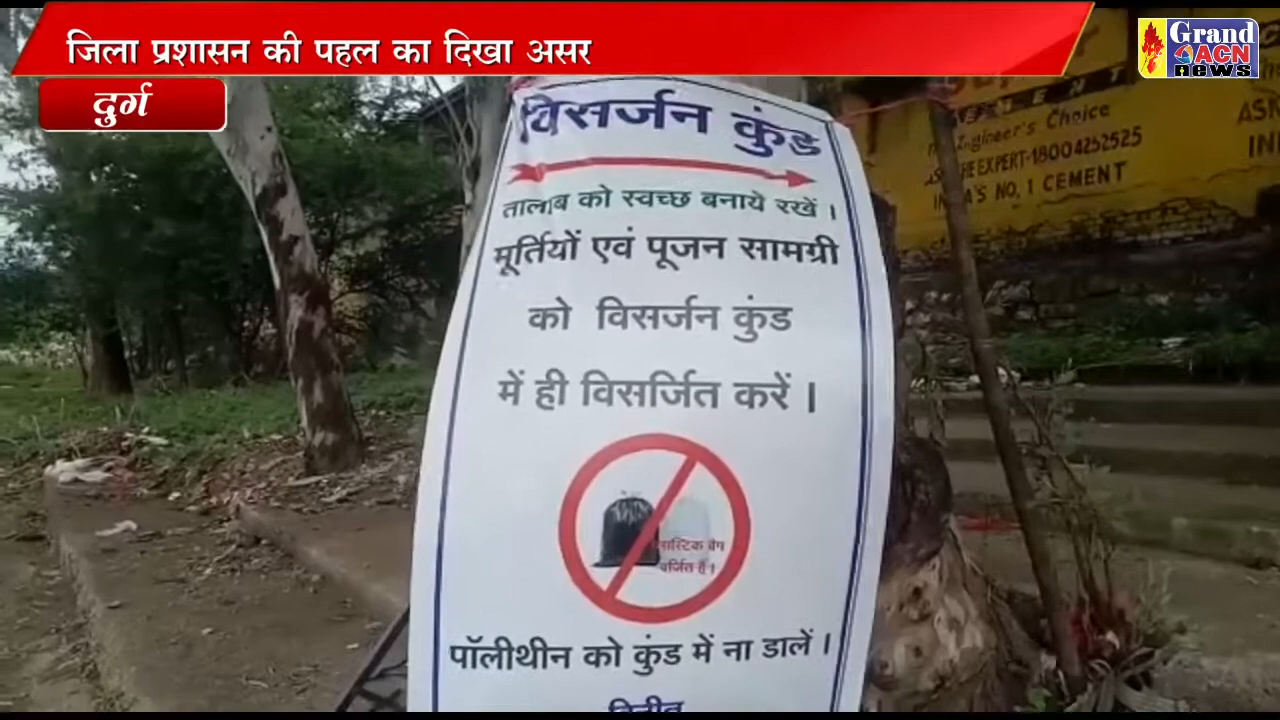 जिला प्रशासन की पहल का दिखा असर
Grand
ACN
news
दुर्ग
विसर्जन कुंड
तालाब को स्वच्छ बनाये रखें ।
मूर्तियों एवं पूजन सामग्री
को विसर्जन कुंड
में ही विसर्जित करें ।
बैग
वर्जित है ।
पॉलीथीन को कुंड में ना डालें ।
Engineer's Choice
THE EXPERT-18004252525
NO, 1 CEMENT